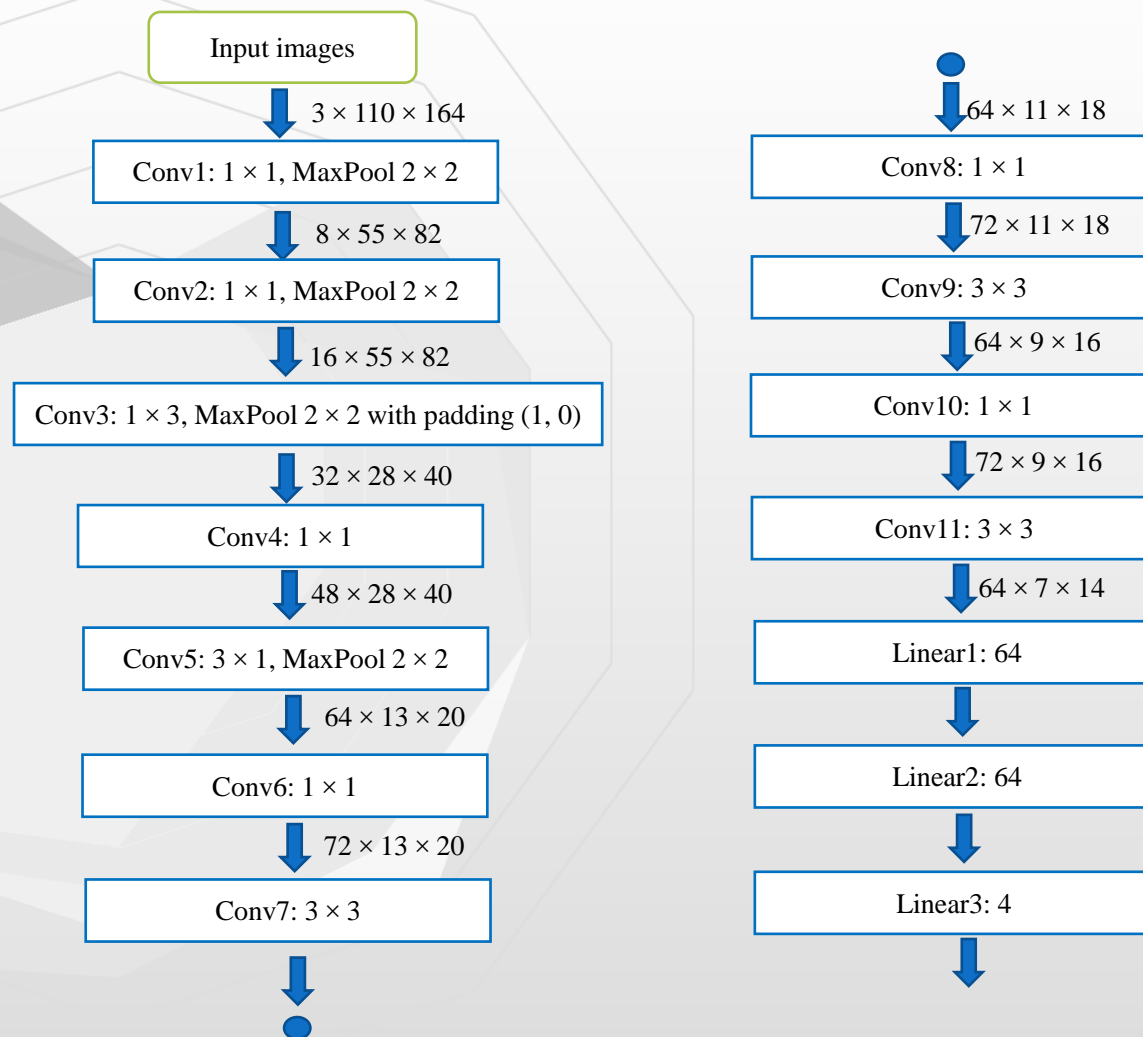 Input images
3 × 110 × 164
Conv1: 1 × 1, MaxPool 2 × 2
8 × 55 × 82
Conv2: 1 × 1, MaxPool 2 × 2
16 × 55 × 82
Conv3: 1 × 3, MaxPool 2 × 2 with padding (1, 0)
32 × 28 × 40
Conv4: 1 × 1
48 × 28 × 40
Conv5: 3 × 1, MaxPool 2 × 2
64 × 13 × 20
Conv6: 1 × 1
72 × 13 × 20
Conv7: 3 × 3
64 × 11 × 18
Conv8: 1 × 1
72 × 11 × 18
Conv9: 3 × 3
64 × 9 × 16
Conv10: 1 × 1
72 × 9 × 16
Conv11: 3 × 3
64 × 7 × 14
Linear1: 64
Linear2: 64
Linear3: 4